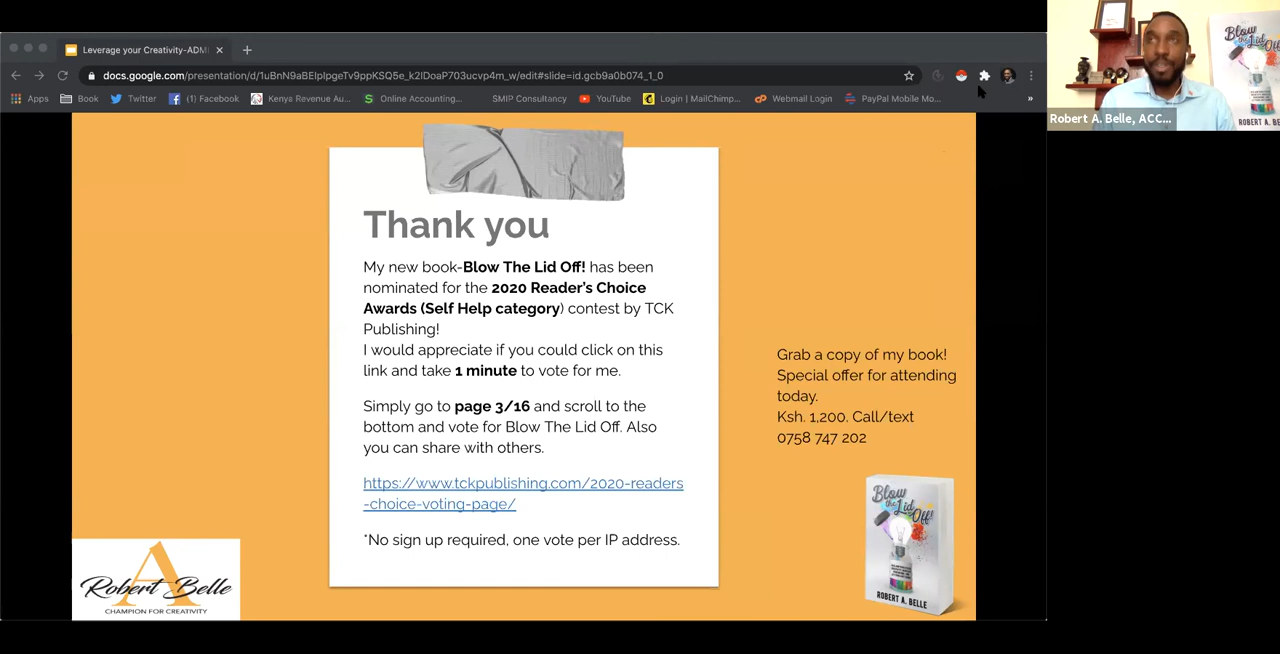 Leverage your Creativity-ADM
docs.google.com/presentation/d/1uBnN9aBEIpIpgeTv9ppKSQ5e_k2IDoaP703ucvp4m_w/edit#slide=id.gcb9a0b074_1_0
Apps Book Twitter (1) Facebook Kenya Revenue Au... Online Accounting... SMIP Consultancy YouTube Login | MailChimp... Webmail Login PayPal Mobile Mo... »
Robert A. Belle, ACC...
Blow
the Lid
Off!
ROBERT A. BE
Thank you
My new book-Blow The Lid Off! has been
nominated for the 2020 Reader's Choice
Awards (Self Help category) contest by TCK
Publishing!
I would appreciate if you could click on this
link and take 1 minute to vote for me.
Simply go to page 3/16 and scroll to the
bottom and vote for Blow The Lid Off. Also
you can share with others.
https://www.tckpublishing.com/2020-readers
-choice-voting-page/
*No sign up required, one vote per IP address.
Grab a copy of my book!
Special offer for attending
today.
Ksh. 1,200. Call/text
0758 747 202
Blow
the Lid
Off!
ROBERT A. BELLE
A
Robert Belle
CHAMPION FOR CREATIVITY